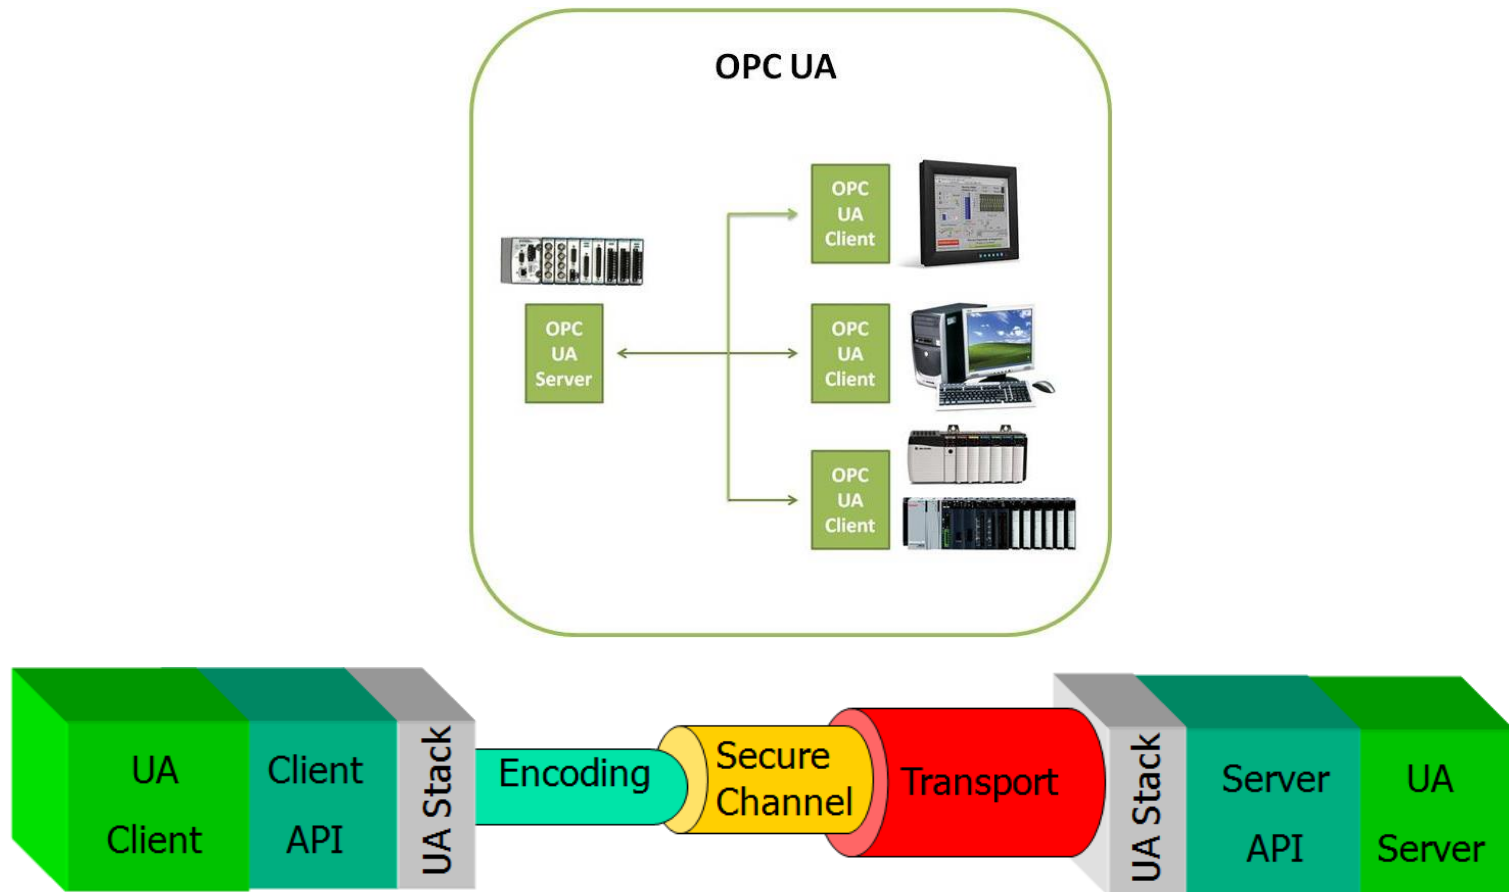 OPC UA
OPC
UA
Client
OPC
UA
Server
OPC
UA
Client
OPC
UA
Client
UA
Client
Client
API
UA Stack
Encoding
Secure
Channel
Transport
UA Stack
Server
API
UA
Server